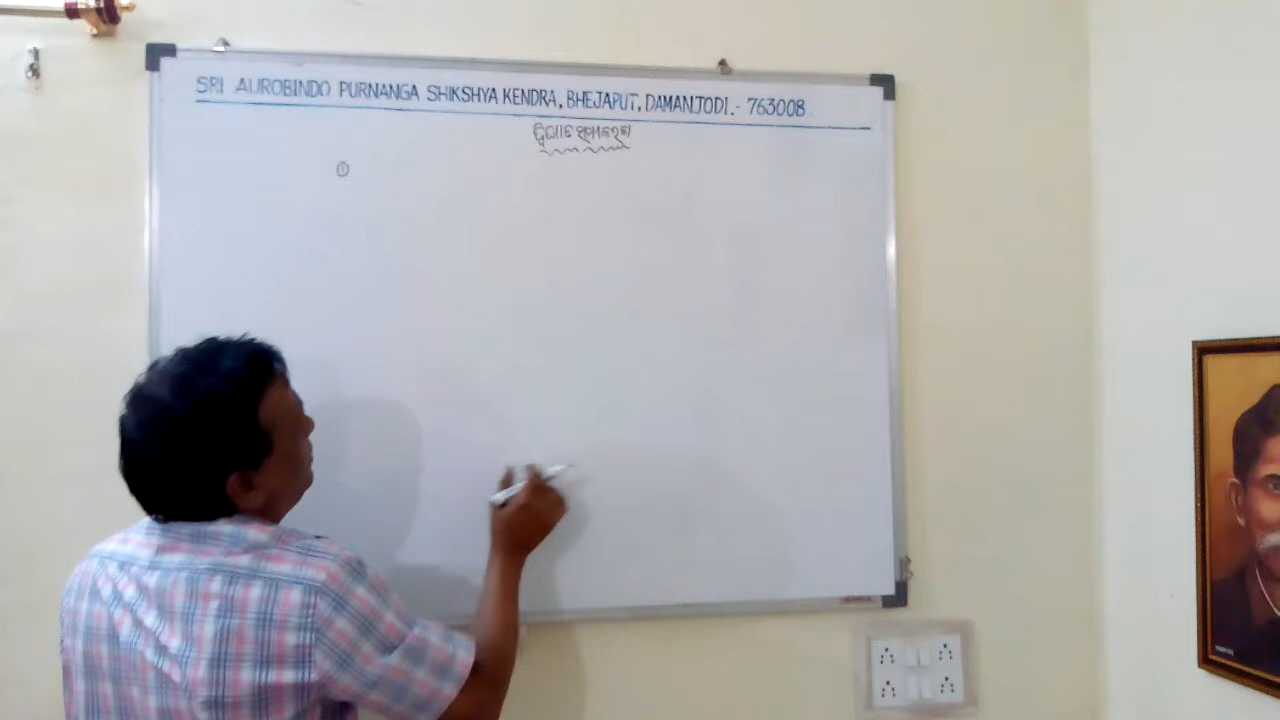 SRI AUROBINDO PURNANGA SHIKSHYA KENDRA, BHEJAPUT, DAMANJODI.- 763008.
ଦ୍ୱିଘାତ ସମୀକରଣ
①